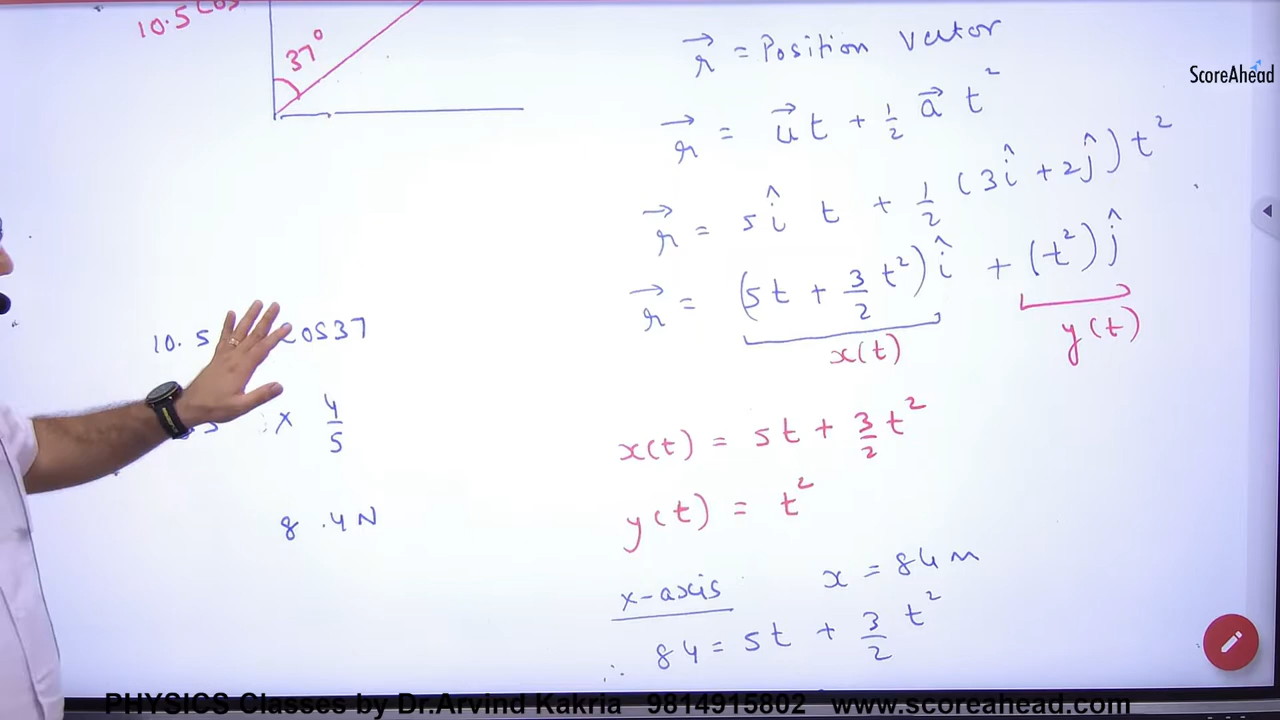 10.5 cos
37°
10.5 cos37
x 4/5
8.4N
r⃗ = Position vector
r⃗ = u⃗t + 1/2 a⃗ t²
r⃗ = 5î t + 1/2 (3î + 2ĵ) t²
r⃗ = (5t + 3/2 t²) î + (t²) ĵ
x(t) y(t)
x(t) = 5t + 3/2 t²
y(t) = t²
x-axis x = 84 m
∴ 84 = 5t + 3/2 t²
ScoreAhead
PHYSICS Classes by Dr.Arvind Kakria 9814915802 www.scoreahead.com